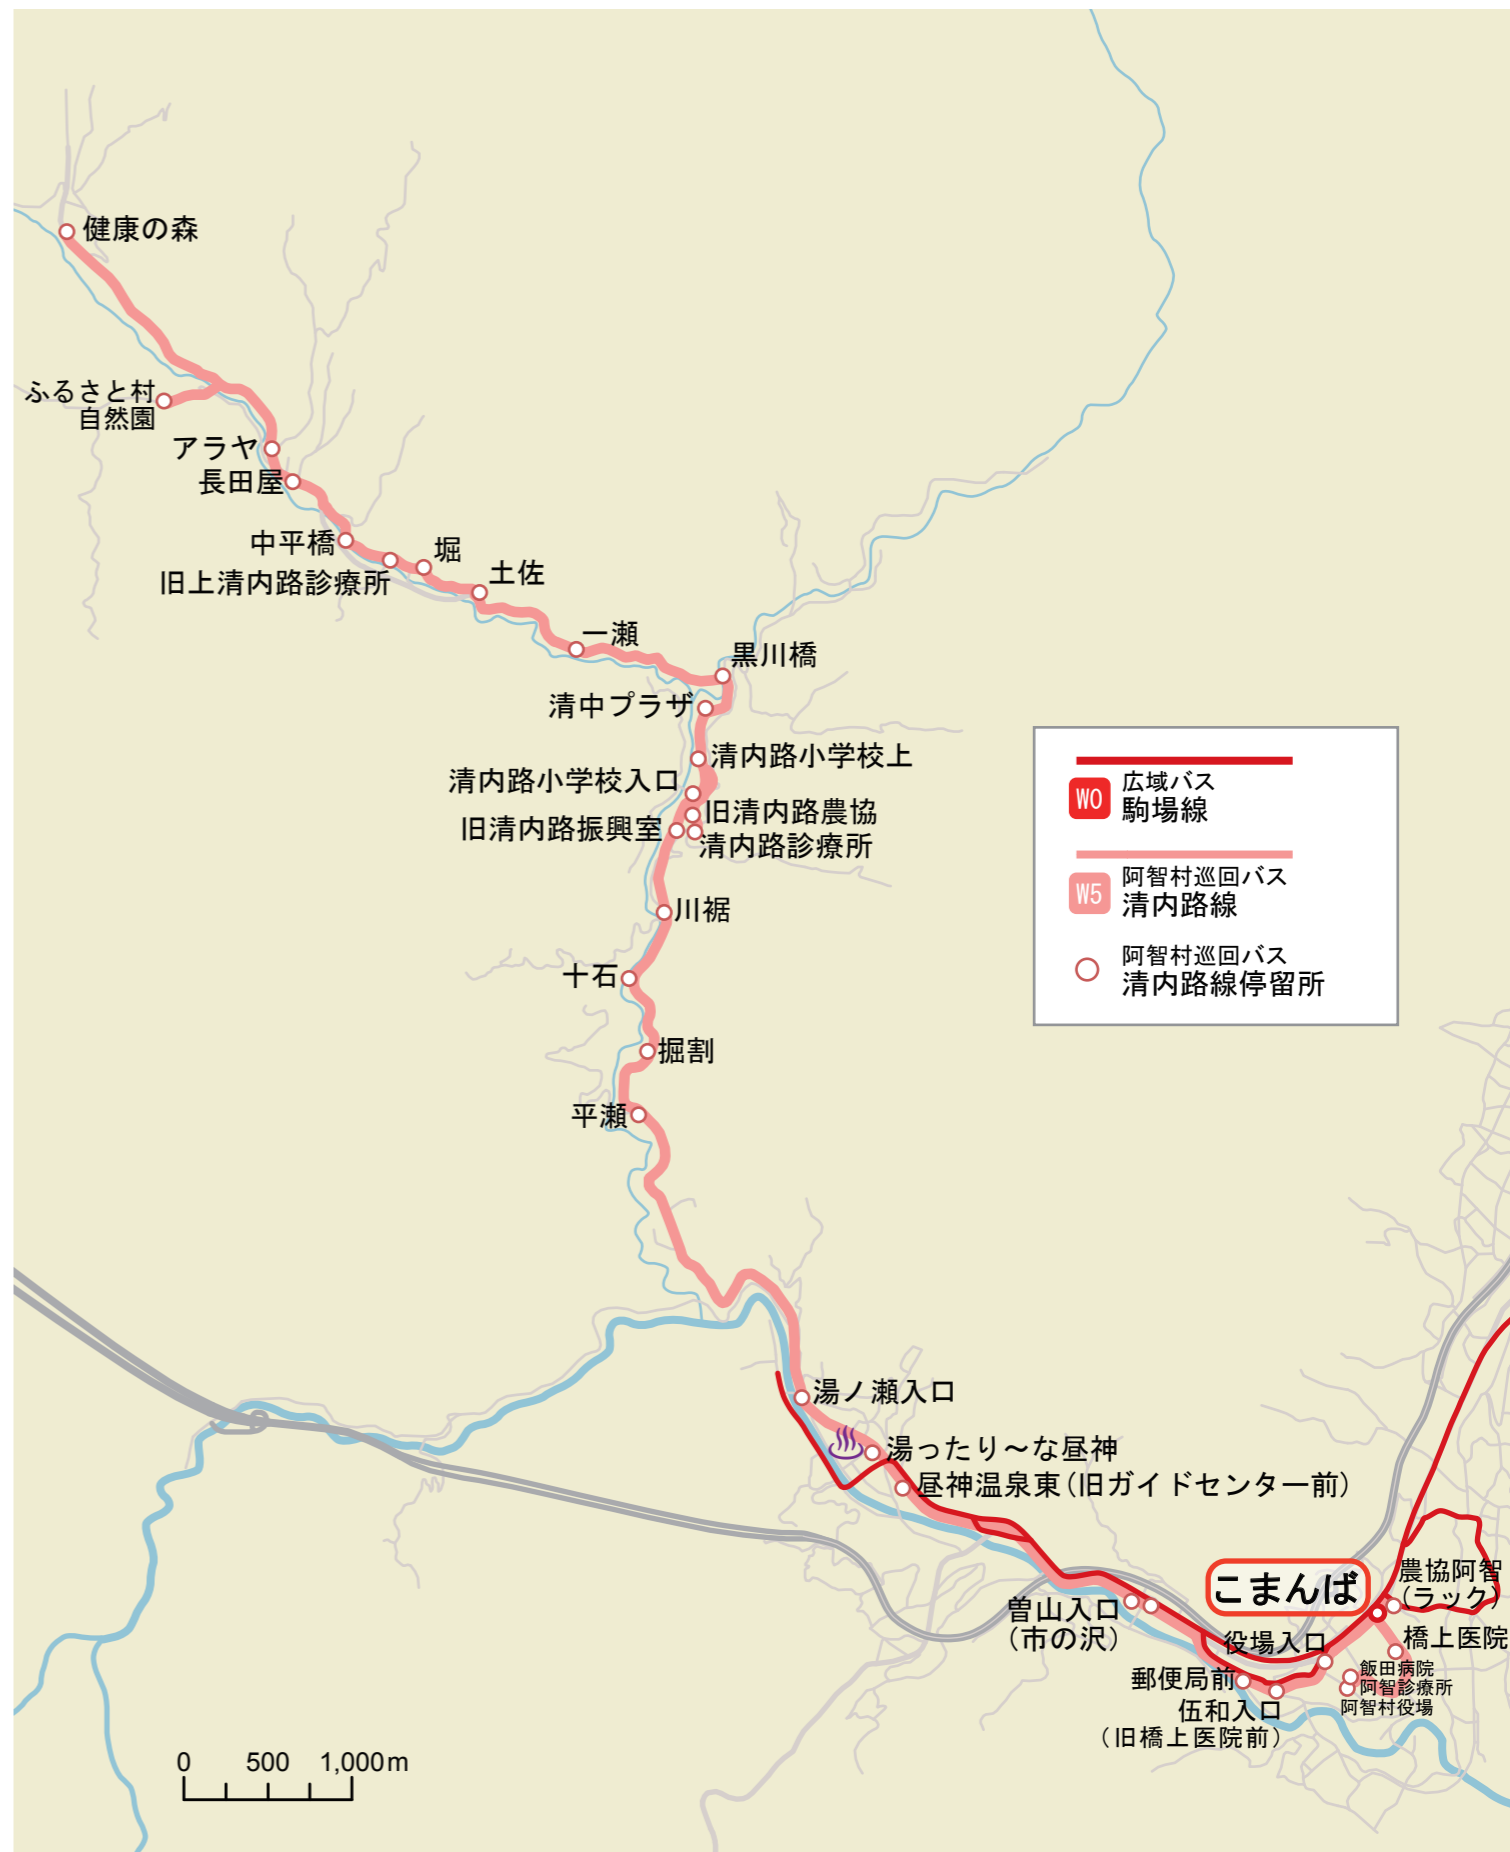 健康の森
ふるさと村
自然園
アラヤ
長田屋
中平橋
旧上清内路診療所
堀
土佐
一瀬
黒川橋
清中プラザ
清内路小学校上
清内路小学校入口
旧清内路農協
旧清内路振興室
清内路診療所
川裾
十石
掘割
平瀬
W0
広域バス
駒場線
W5
阿智村巡回バス
清内路線
阿智村巡回バス
清内路線停留所
湯ノ瀬入口
湯ったり～な昼神
昼神温泉東(旧ガイドセンター前)
曽山入口
(市の沢)
こまんば
農協阿智
(ラック)
役場入口
橋上医院
郵便局前
飯田病院
阿智診療所
阿智村役場
伍和入口
(旧橋上医院前)
0 500 1,000m